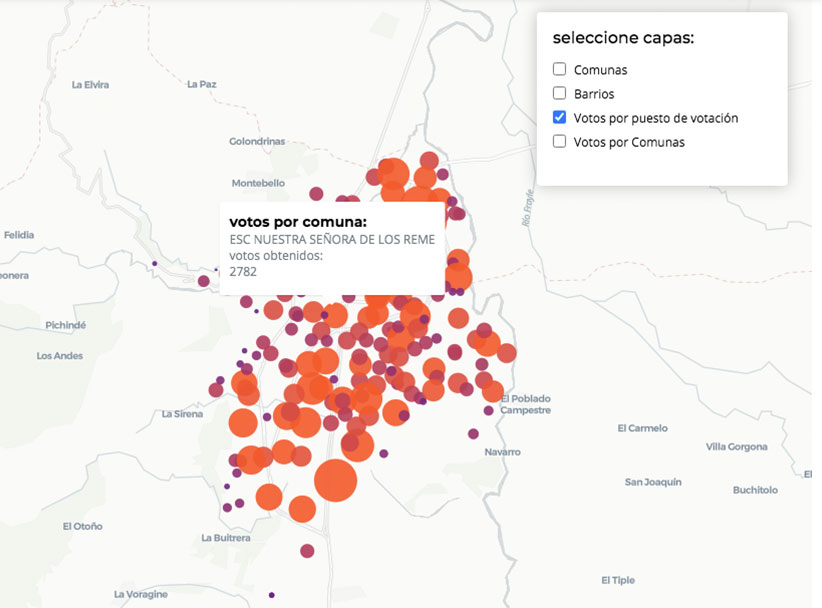 seleccione capas:
Comunas
Barrios
Votos por puesto de votación
Votos por Comunas
La Elvira
La Paz
Golondrinas
Montebello
Río Frayle
votos por comuna:
ESC NUESTRA SEÑORA DE LOS REME
votos obtenidos:
2782
Felidia
eonera
Pichindé
Los Andes
La Sirena
El Poblado
Campestre
El Carmelo
Navarro
Villa Gorgona
San Joaquín
Buchitolo
El
El Otoño
La Buitrera
La Voragine
El Tiple